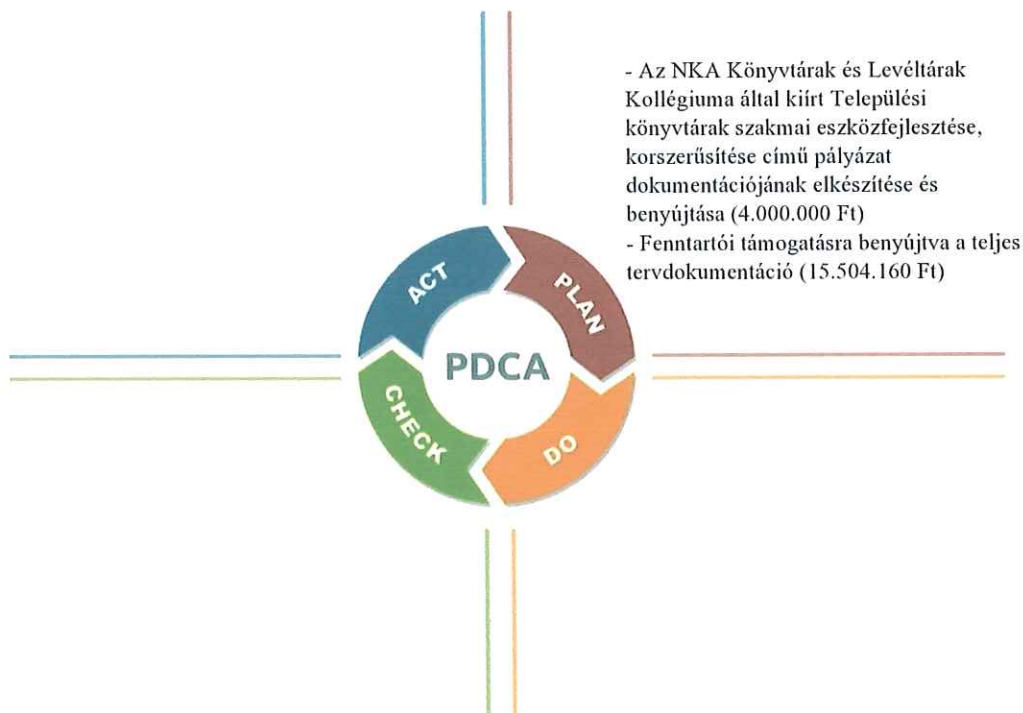 - Az NKA Könyvtárak és Levéltárak
Kollégiuma által kiírt Települési
könyvtárak szakmai eszközfejlesztése,
korszerűsítése című pályázat
dokumentációjának elkészítése és
benyújtása (4.000.000 Ft)
- Fenntartói támogatásra benyújtva a teljes
tervdokumentáció (15.504.160 Ft)
ACT
PLAN
PDCA
CHECK
DO